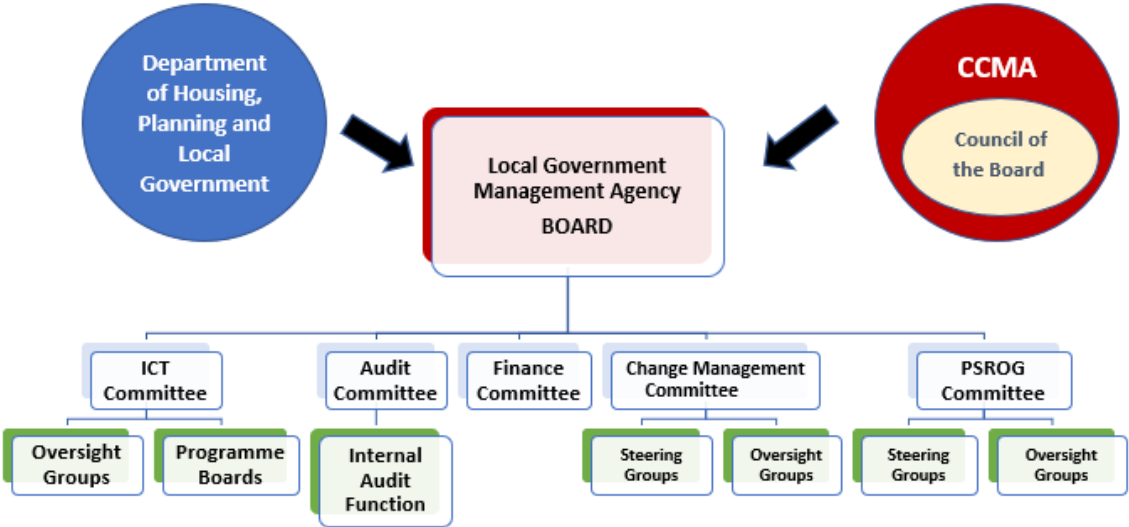 Department
of Housing,
Planning and
Local
Government
CCMA
Council of
the Board
Local Government
Management Agency
BOARD
ICT
Committee
Audit
Committee
Finance
Committee
Change Management
Committee
PSROG
Committee
Oversight
Groups
Programme
Boards
Internal
Audit
Function
Steering
Groups
Oversight
Groups
Steering
Groups
Oversight
Groups